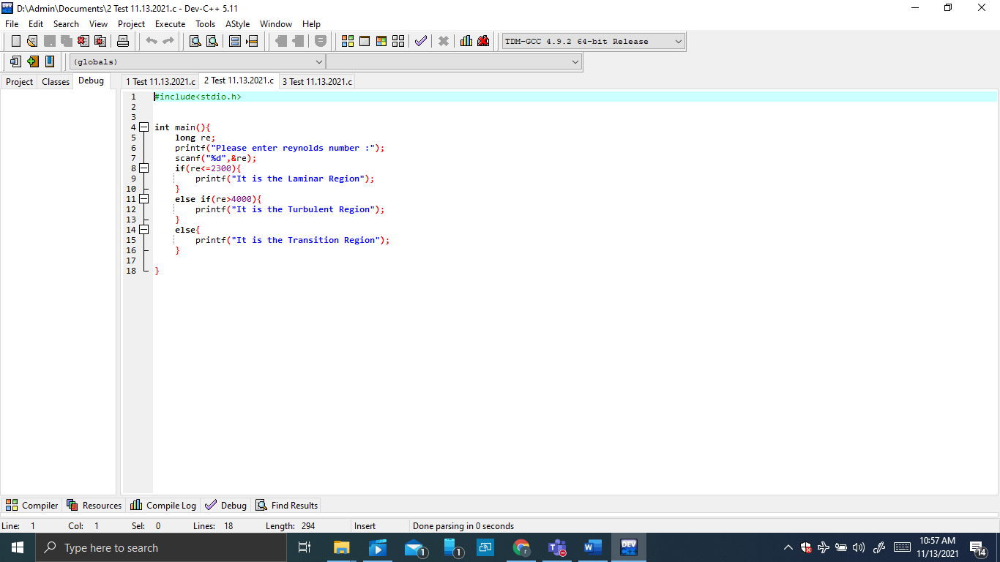 D:\Admin\Documents\2 Test 11.13.2021.c - Dev-C++ 5.11
File Edit Search View Project Execute Tools AStyle Window Help
TDM-GCC 4.9.2 64-bit Release
(globals)
Project Classes Debug 1 Test 11.13.2021.c 2 Test 11.13.2021.c 3 Test 11.13.2021.c
1 #include<stdio.h>
2
3
4 int main(){
5 long re;
6 printf("Please enter reynolds number :");
7 scanf("%d",&re);
8 if(re<=2300){
9 printf("It is the Laminar Region");
10 }
11 else if(re>4000){
12 printf("It is the Turbulent Region");
13 }
14 else{
15 printf("It is the Transition Region");
16 }
17
18 }
Compiler Resources Compile Log Debug Find Results
Line: 1 Col: 1 Sel: 0 Lines: 18 Length: 294 Insert Done parsing in 0 seconds
Type here to search 1 1 r T W DEV 10:57 AM
11/13/2021 14